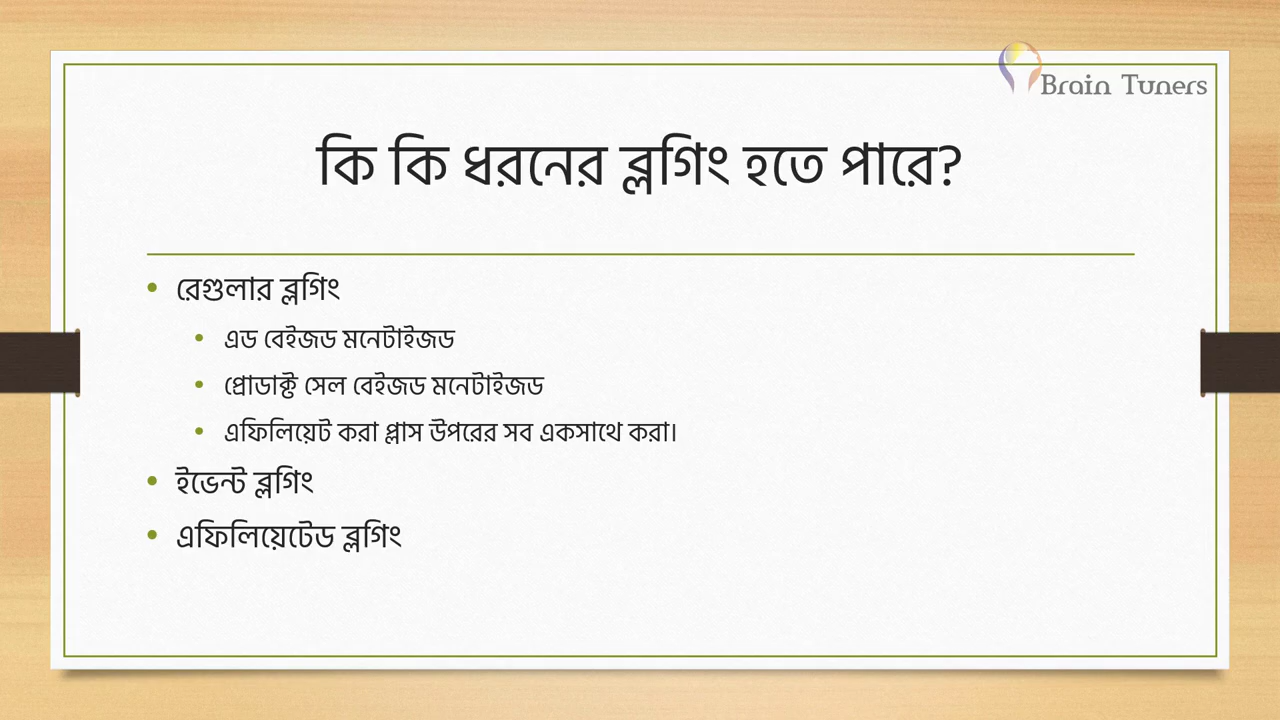 Brain Tuners
কি কি ধরনের ব্লগিং হতে পারে?
• রেগুলার ব্লগিং
• এড বেইজড মনেটাইজড
• প্রোডাক্ট সেল বেইজড মনেটাইজড
• এফিলিয়েট করা প্লাস উপরের সব একসাথে করা।
• ইভেন্ট ব্লগিং
• এফিলিয়েটেড ব্লগিং